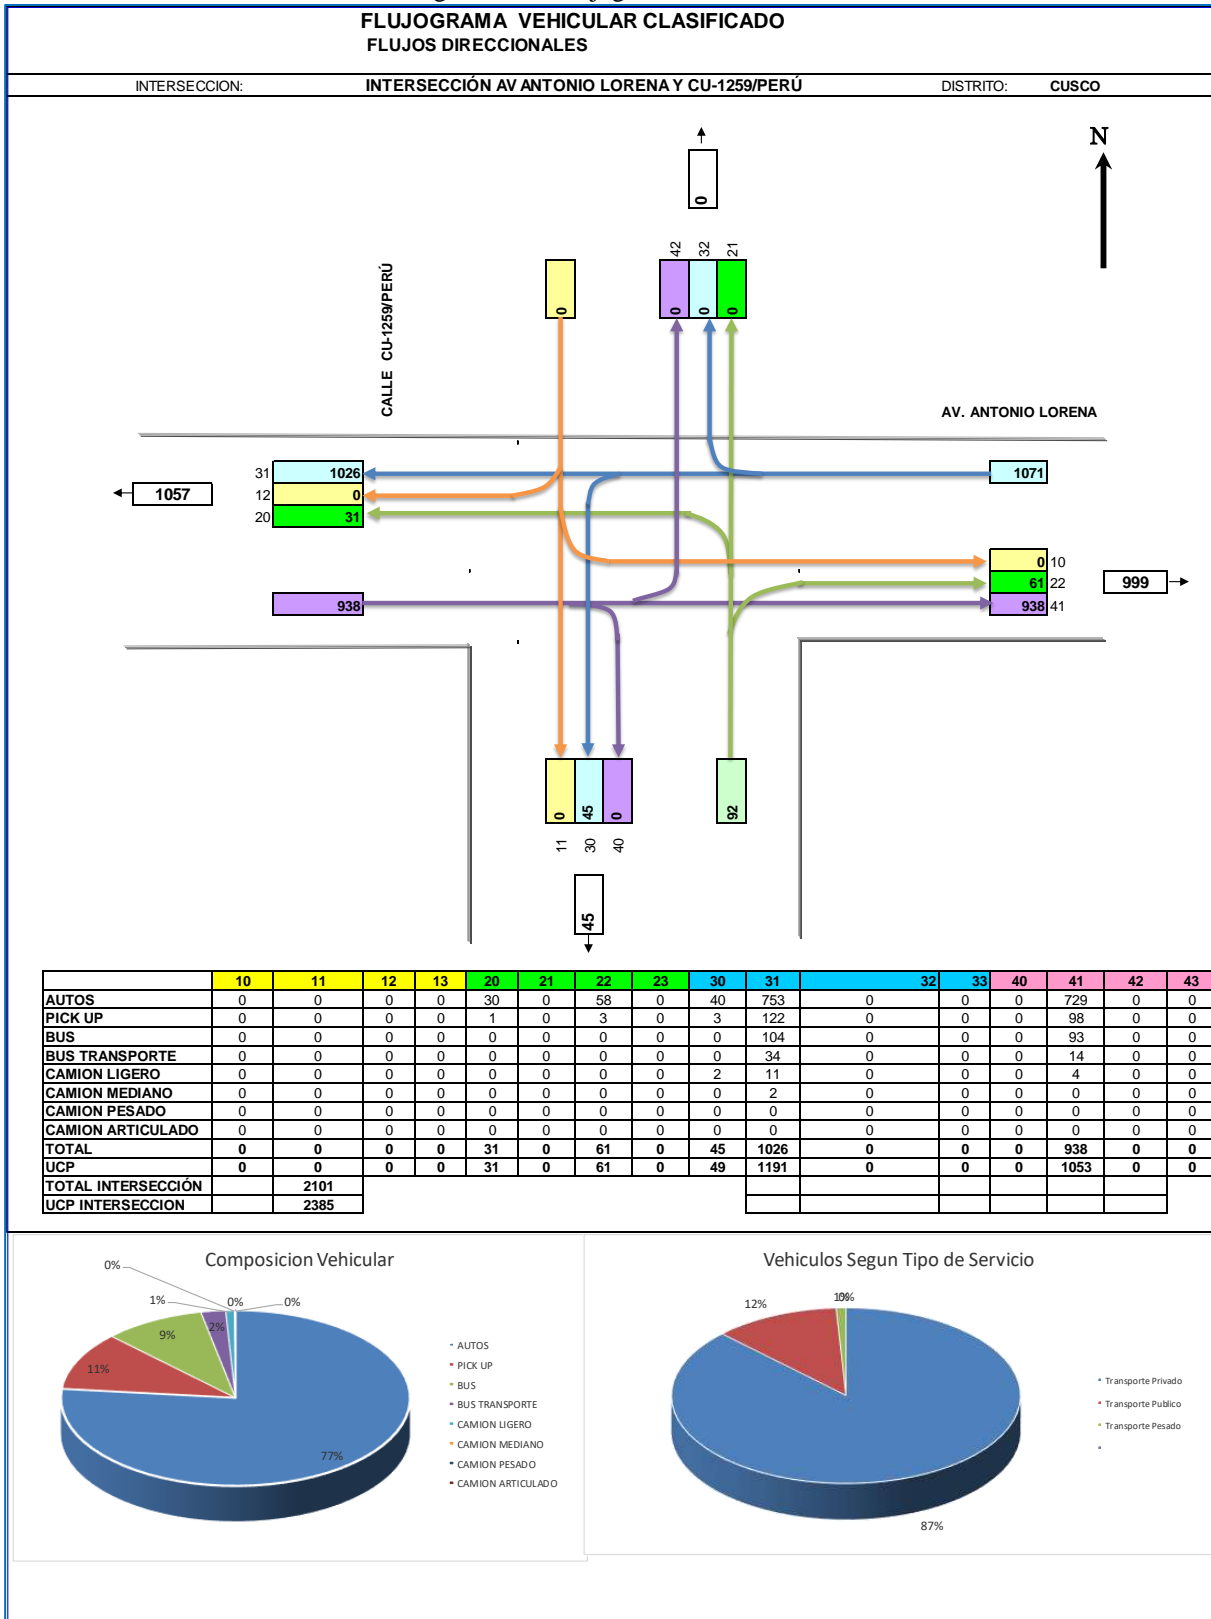 FLUJOGRAMA VEHICULAR CLASIFICADO
FLUJOS DIRECCIONALES
INTERSECCION: INTERSECCIÓN AV ANTONIO LORENA Y CU-1259/PERÚ DISTRITO: CUSCO
N
0
42 32 21
0 0 0 0
CALLE CU-1259/PERÚ
AV. ANTONIO LORENA
31 1026 1071
1057 12 0
20 31
0 10
61 22 999
938 938 41
0 45 0 92
11 30 40
45
10 11 12 13 20 21 22 23 30 31 32 33 40 41 42 43
AUTOS 0 0 0 0 30 0 58 0 40 753 0 0 0 729 0 0
PICK UP 0 0 0 0 1 0 3 0 3 122 0 0 0 98 0 0
BUS 0 0 0 0 0 0 0 0 0 104 0 0 0 93 0 0
BUS TRANSPORTE 0 0 0 0 0 0 0 0 0 34 0 0 0 14 0 0
CAMION LIGERO 0 0 0 0 0 0 0 0 2 11 0 0 0 4 0 0
CAMION MEDIANO 0 0 0 0 0 0 0 0 0 2 0 0 0 0 0 0
CAMION PESADO 0 0 0 0 0 0 0 0 0 0 0 0 0 0 0 0
CAMION ARTICULADO 0 0 0 0 0 0 0 0 0 0 0 0 0 0 0 0
TOTAL 0 0 0 0 31 0 61 0 45 1026 0 0 0 938 0 0
UCP 0 0 0 0 31 0 61 0 49 1191 0 0 0 1053 0 0
TOTAL INTERSECCIÓN 2101
UCP INTERSECCION 2385
Composicion Vehicular
0%
1% 0% 0%
2%
9%
11%
77%
AUTOS
PICK UP
BUS
BUS TRANSPORTE
CAMION LIGERO
CAMION MEDIANO
CAMION PESADO
CAMION ARTICULADO
Vehiculos Segun Tipo de Servicio
12% 1% 0%
87%
Transporte Privado
Transporte Publico
Transporte Pesado